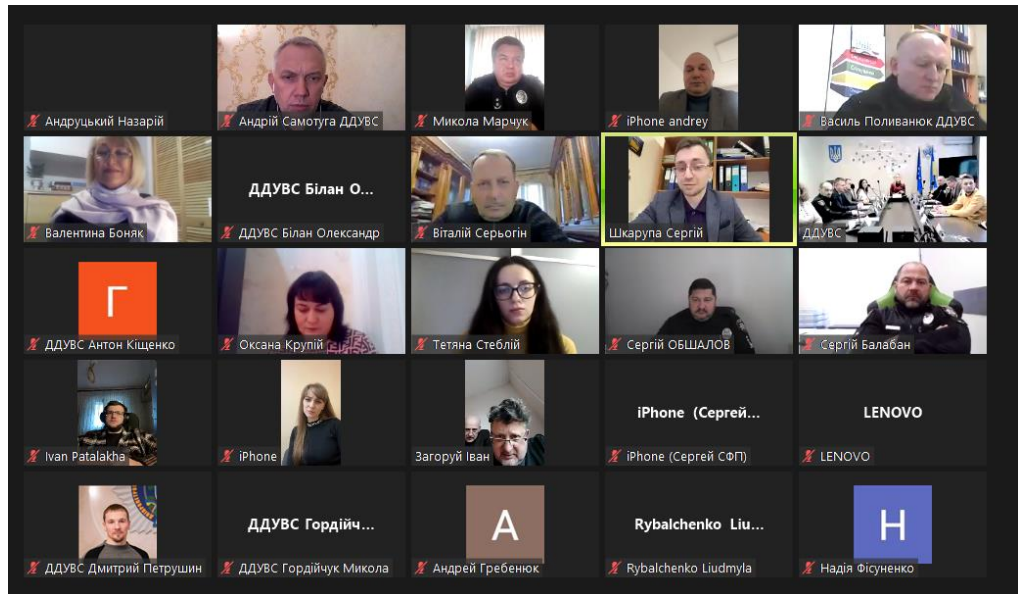 Андруцький Назарій
Андрій Самотуга ДДУВС
Микола Марчук
iPhone andrey
Василь Поливанюк ДДУВС
Валентина Боняк
ДДУВС Білан О...
ДДУВС Білан Олександр
Віталій Серьогін
Шкарупа Сергій
ДДУВС
Г
ДДУВС Антон Кіщенко
Оксана Крупій
Тетяна Стеблій
Сергій ОБШАЛОВ
Сергій Балабан
Ivan Patalakha
iPhone
Загоруй Іван
iPhone (Сергей...
iPhone (Сергей СФП)
LENOVO
LENOVO
ДДУВС Дмитрий Петрушин
ДДУВС Гордійч...
ДДУВС Гордійчук Микола
А
Андрей Гребенюк
Rybalchenko Liu...
Rybalchenko Liudmyla
Н
Надія Фісуненко